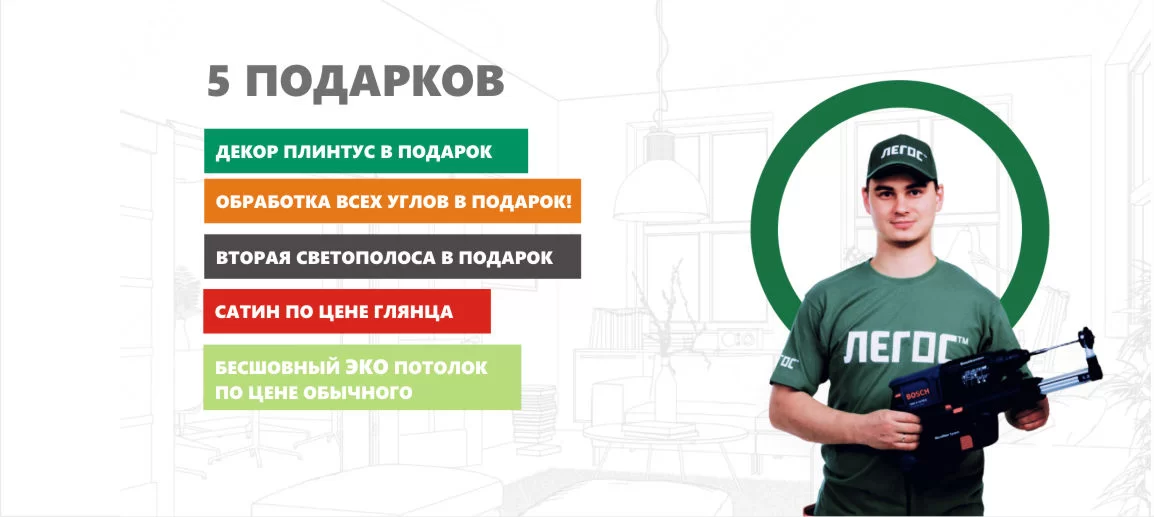 5 ПОДАРКОВ
ДЕКОР ПЛИНТУС В ПОДАРОК
ОБРАБОТКА ВСЕХ УГЛОВ В ПОДАРОК!
ВТОРАЯ СВЕТОПОЛОСА В ПОДАРОК
САТИН ПО ЦЕНЕ ГЛЯНЦА
БЕСШОВНЫЙ ЭКО ПОТОЛОК
ПО ЦЕНЕ ОБЫЧНОГО
ЛЕГОС
ЛЕГОС™
ЛЕГОС
BOSCH